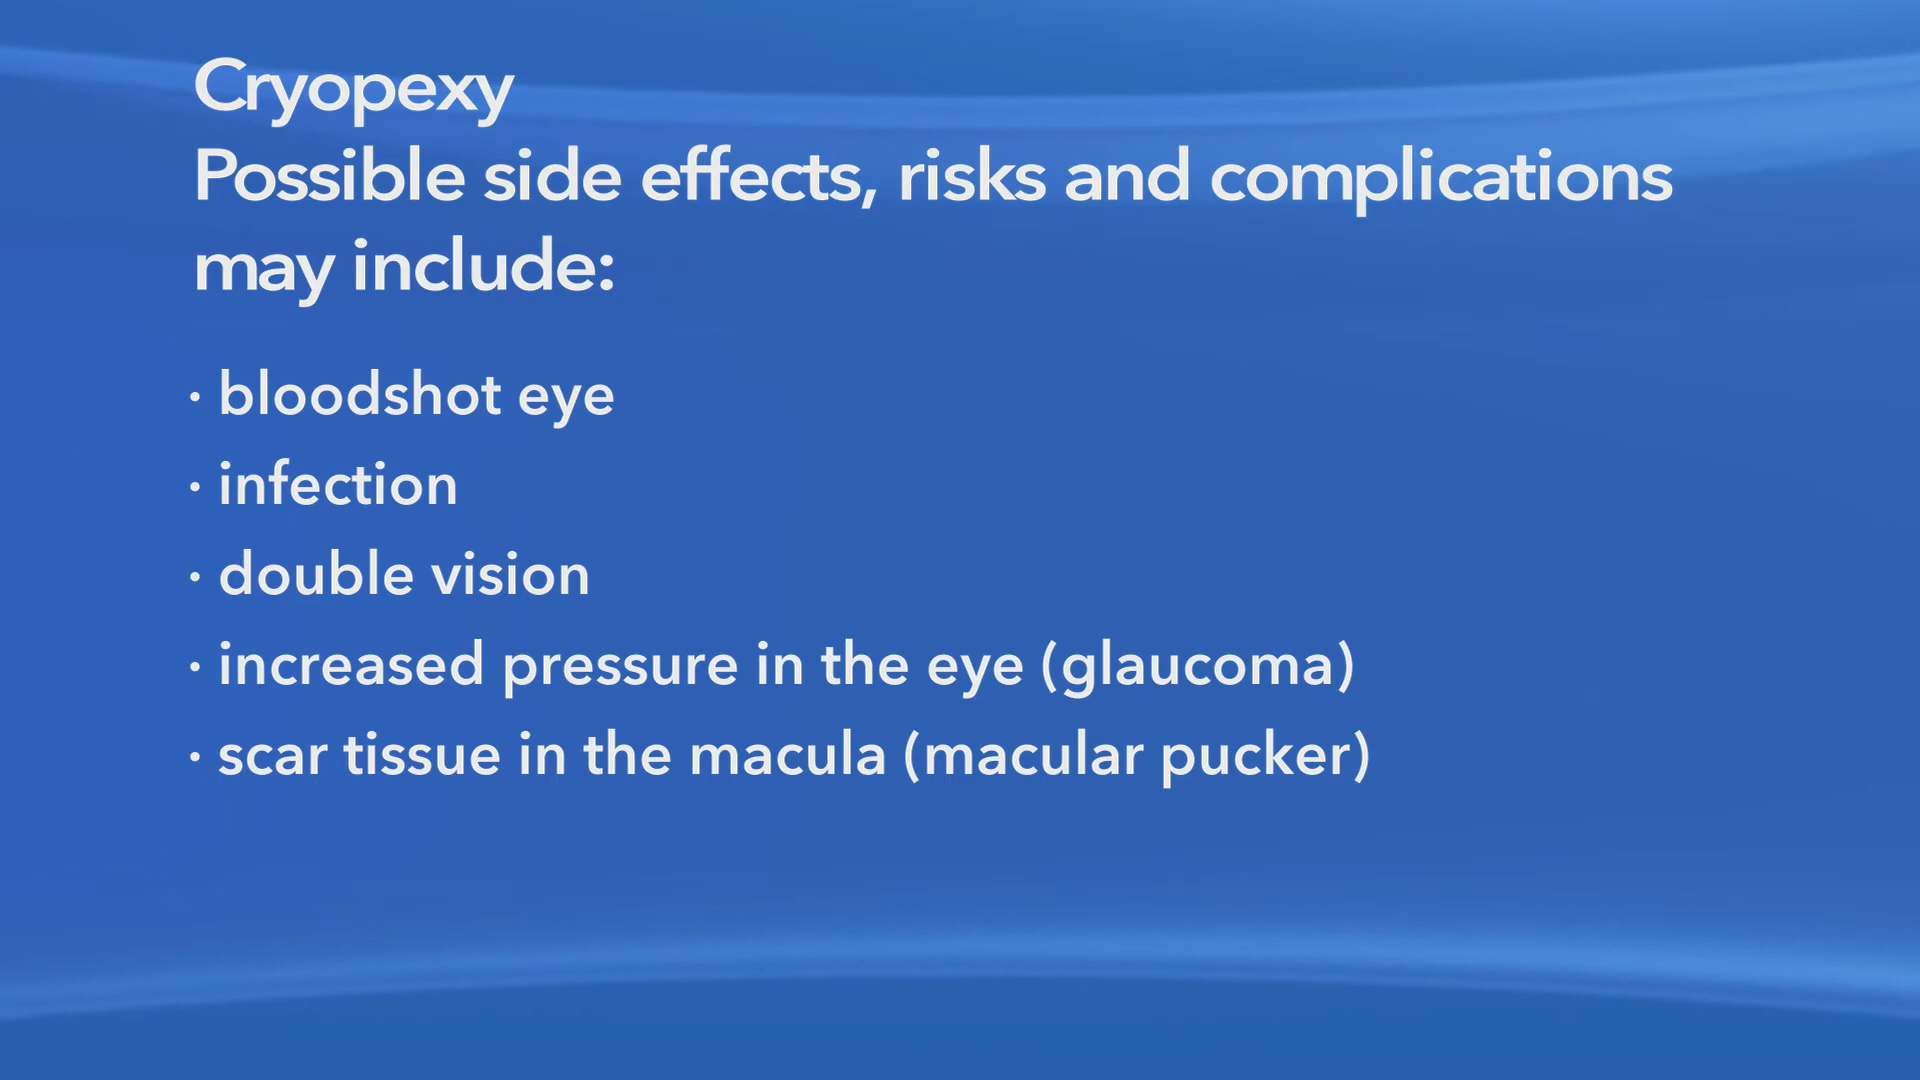 Cryopexy
Possible side effects, risks and complications
may include:
· bloodshot eye
· infection
· double vision
· increased pressure in the eye (glaucoma)
· scar tissue in the macula (macular pucker)